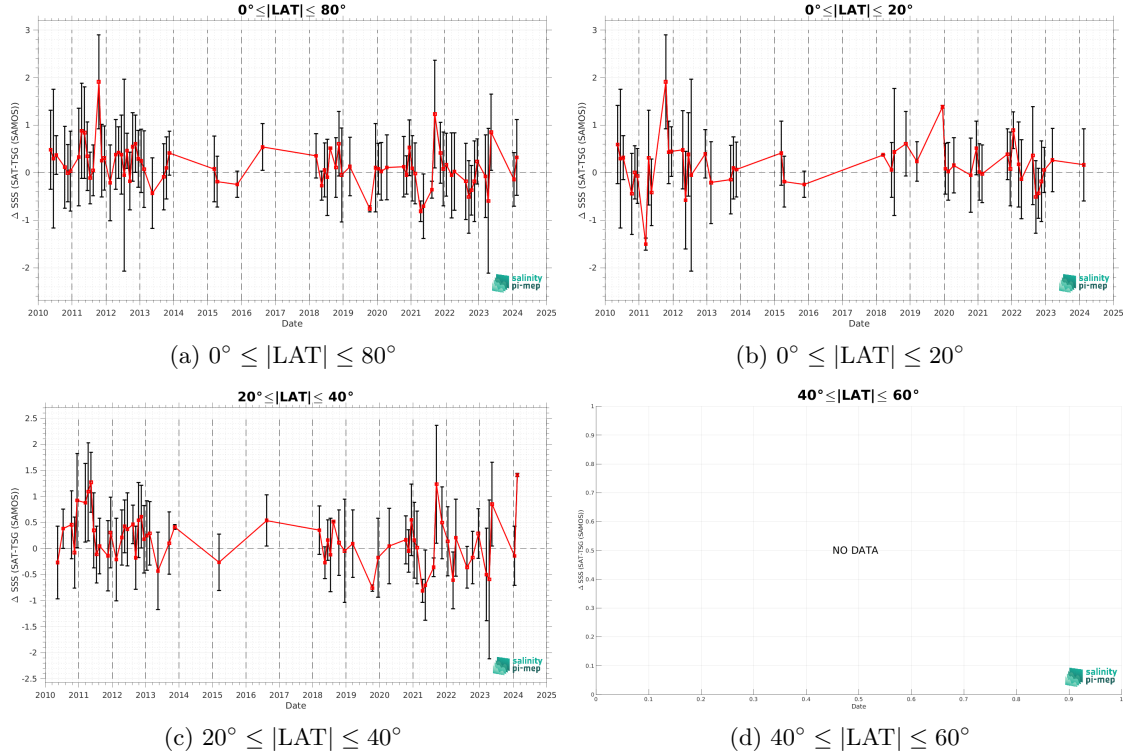 0°≤|LAT|≤ 80°
Δ SSS (SAT-TSG (SAMOS))
3
2
1
0
-1
-2
2010 2011 2012 2013 2014 2015 2016 2017 2018 2019 2020 2021 2022 2023 2024 2025
Date
salinity
pi-mep
(a) 0° ≤ |LAT| ≤ 80°
0°≤|LAT|≤ 20°
Δ SSS (SAT-TSG (SAMOS))
3
2
1
0
-1
-2
2010 2011 2012 2013 2014 2015 2016 2017 2018 2019 2020 2021 2022 2023 2024 2025
Date
salinity
pi-mep
(b) 0° ≤ |LAT| ≤ 20°
20°≤|LAT|≤ 40°
Δ SSS (SAT-TSG (SAMOS))
2.5
2
1.5
1
0.5
0
-0.5
-1
-1.5
-2
-2.5
2010 2011 2012 2013 2014 2015 2016 2017 2018 2019 2020 2021 2022 2023 2024 2025
Date
salinity
pi-mep
(c) 20° ≤ |LAT| ≤ 40°
40°≤|LAT|≤ 60°
Δ SSS (SAT-TSG (SAMOS))
1
0.9
0.8
0.7
0.6
0.5
0.4
0.3
0.2
0.1
0
NO DATA
0 0.1 0.2 0.3 0.4 0.5 0.6 0.7 0.8 0.9 1
Date
salinity
pi-mep
(d) 40° ≤ |LAT| ≤ 60°